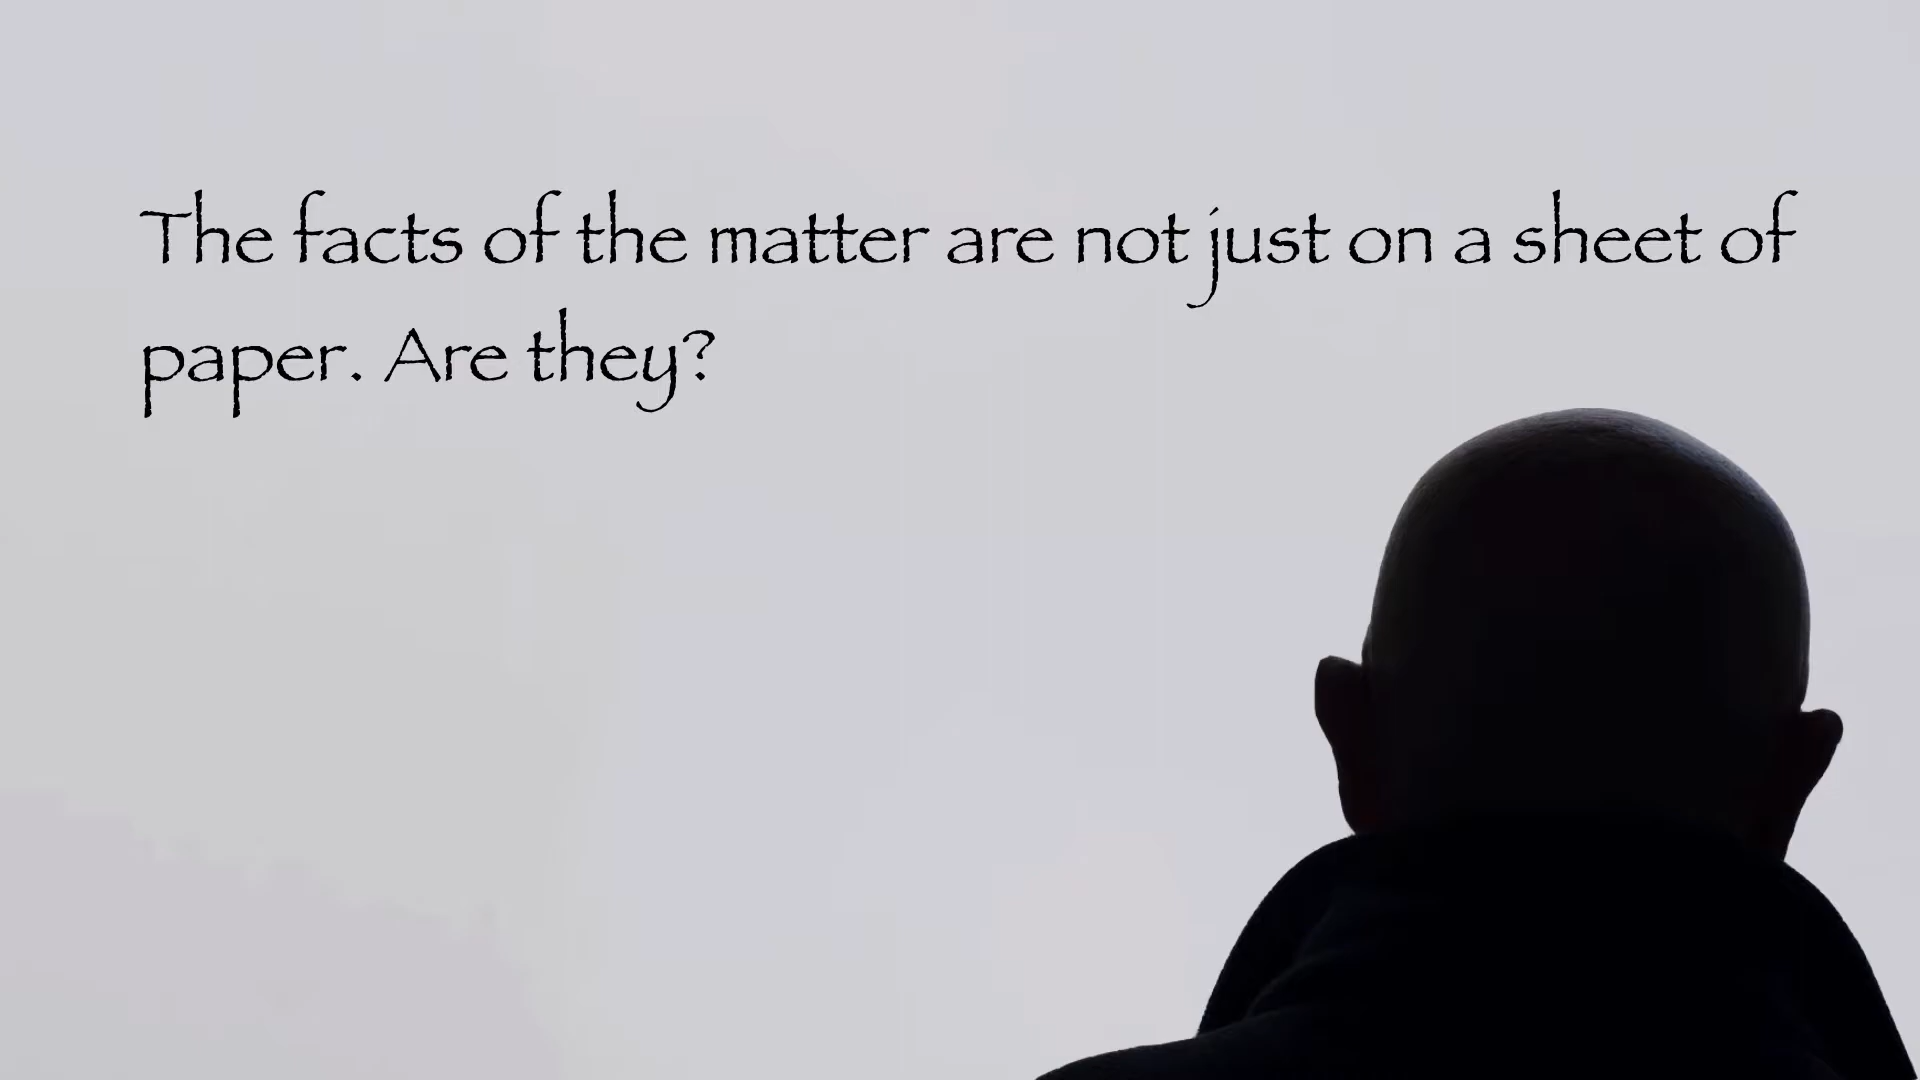 The facts of the matter are not just on a sheet of
paper. Are they?